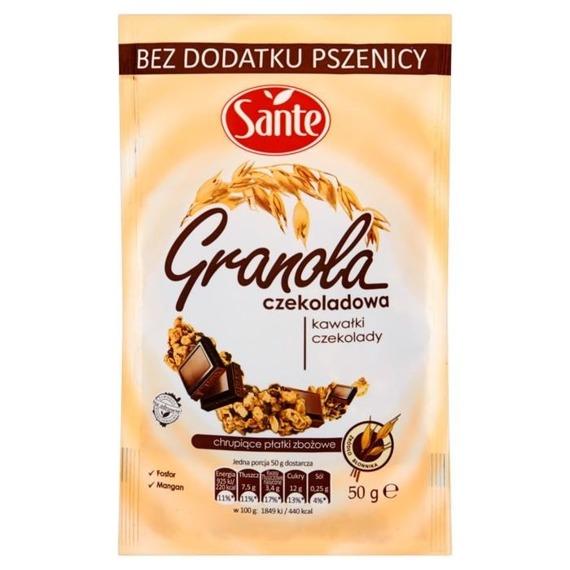 BEZ DODATKU PSZENICY
Sante
Granola
czekoladowa
kawałki
czekolady
chrupiące płatki zbożowe
ŹRÓDŁO
BŁONNIKA
✓ Fosfor
✓ Mangan
Jedna porcja 50 g dostarcza
Energia
925 kJ/
220 kcal
11%*
Tłuszcz
7,5 g
11%*
3,4 g
17%*
Cukry
12 g
13%*
Sól
0,25 g
4%*
w 100 g: 1849 kJ / 440 kcal
50 g e